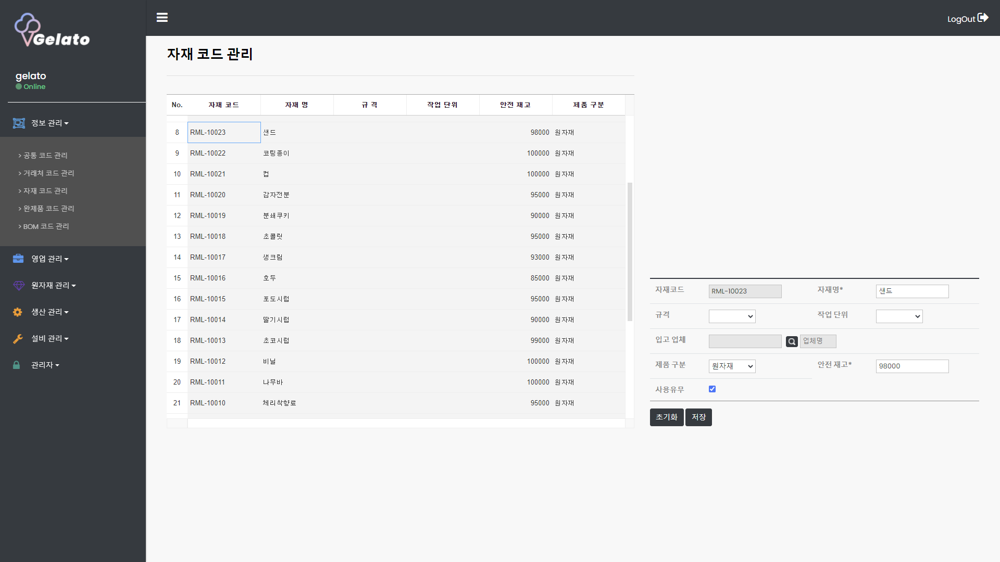 Gelato
LogOut
gelato
Online
정보 관리
> 공통 코드 관리
> 거래처 코드 관리
> 자재 코드 관리
> 완제품 코드 관리
> BOM 코드 관리
영업 관리
원자재 관리
생산 관리
설비 관리
관리자
자재 코드 관리
No. 자재 코드 자재 명 규 격 작업 단위 안전 재고 제품 구분
8 RML-10023 샌드 98000 원자재
9 RML-10022 코팅종이 100000 원자재
10 RML-10021 컵 100000 원자재
11 RML-10020 감자전분 95000 원자재
12 RML-10019 분쇄쿠키 90000 원자재
13 RML-10018 초콜릿 95000 원자재
14 RML-10017 생크림 93000 원자재
15 RML-10016 호두 85000 원자재
16 RML-10015 포도시럽 95000 원자재
17 RML-10014 딸기시럽 90000 원자재
18 RML-10013 초코시럽 99000 원자재
19 RML-10012 비닐 100000 원자재
20 RML-10011 나무바 100000 원자재
21 RML-10010 체리착향료 95000 원자재
자재코드 RML-10023 자재명* 샌드
규격 작업 단위
입고 업체 업체명
제품 구분 원자재 안전 재고* 98000
사용유무
초기화 저장